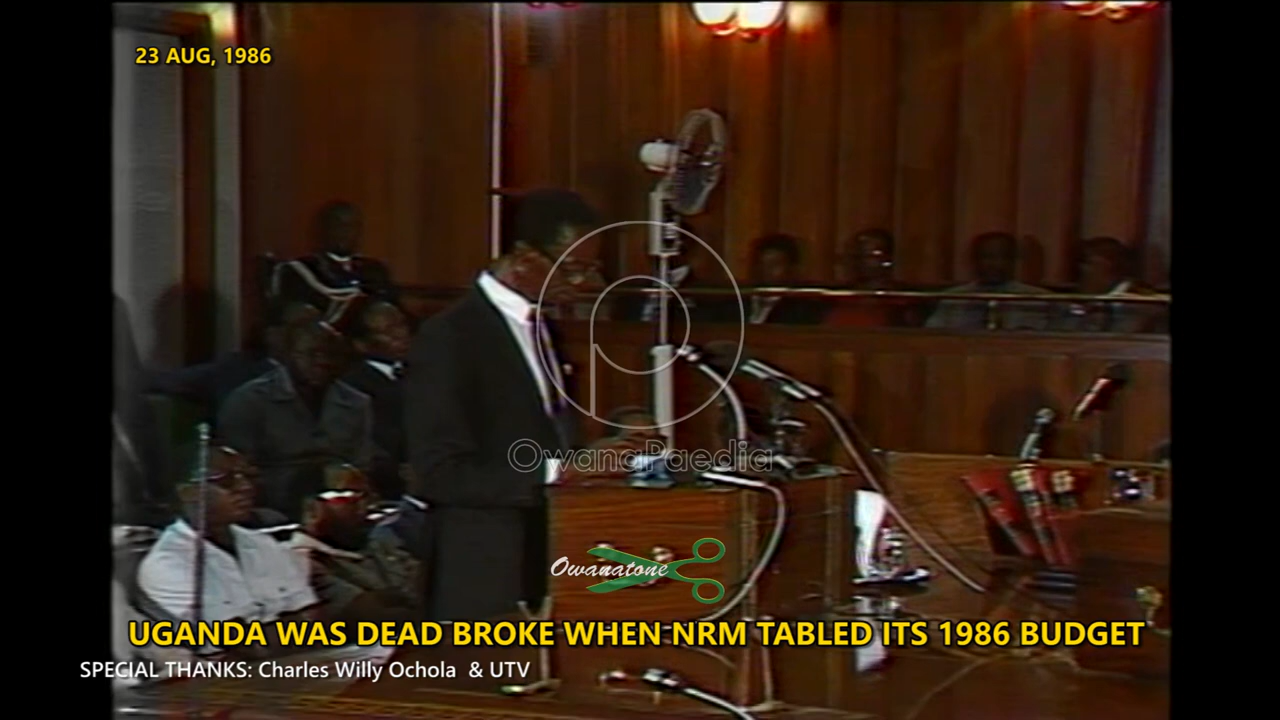 23 AUG, 1986
OwanaPaedia
Owanatone
UGANDA WAS DEAD BROKE WHEN NRM TABLED ITS 1986 BUDGET
SPECIAL THANKS: Charles Willy Ochola & UTV